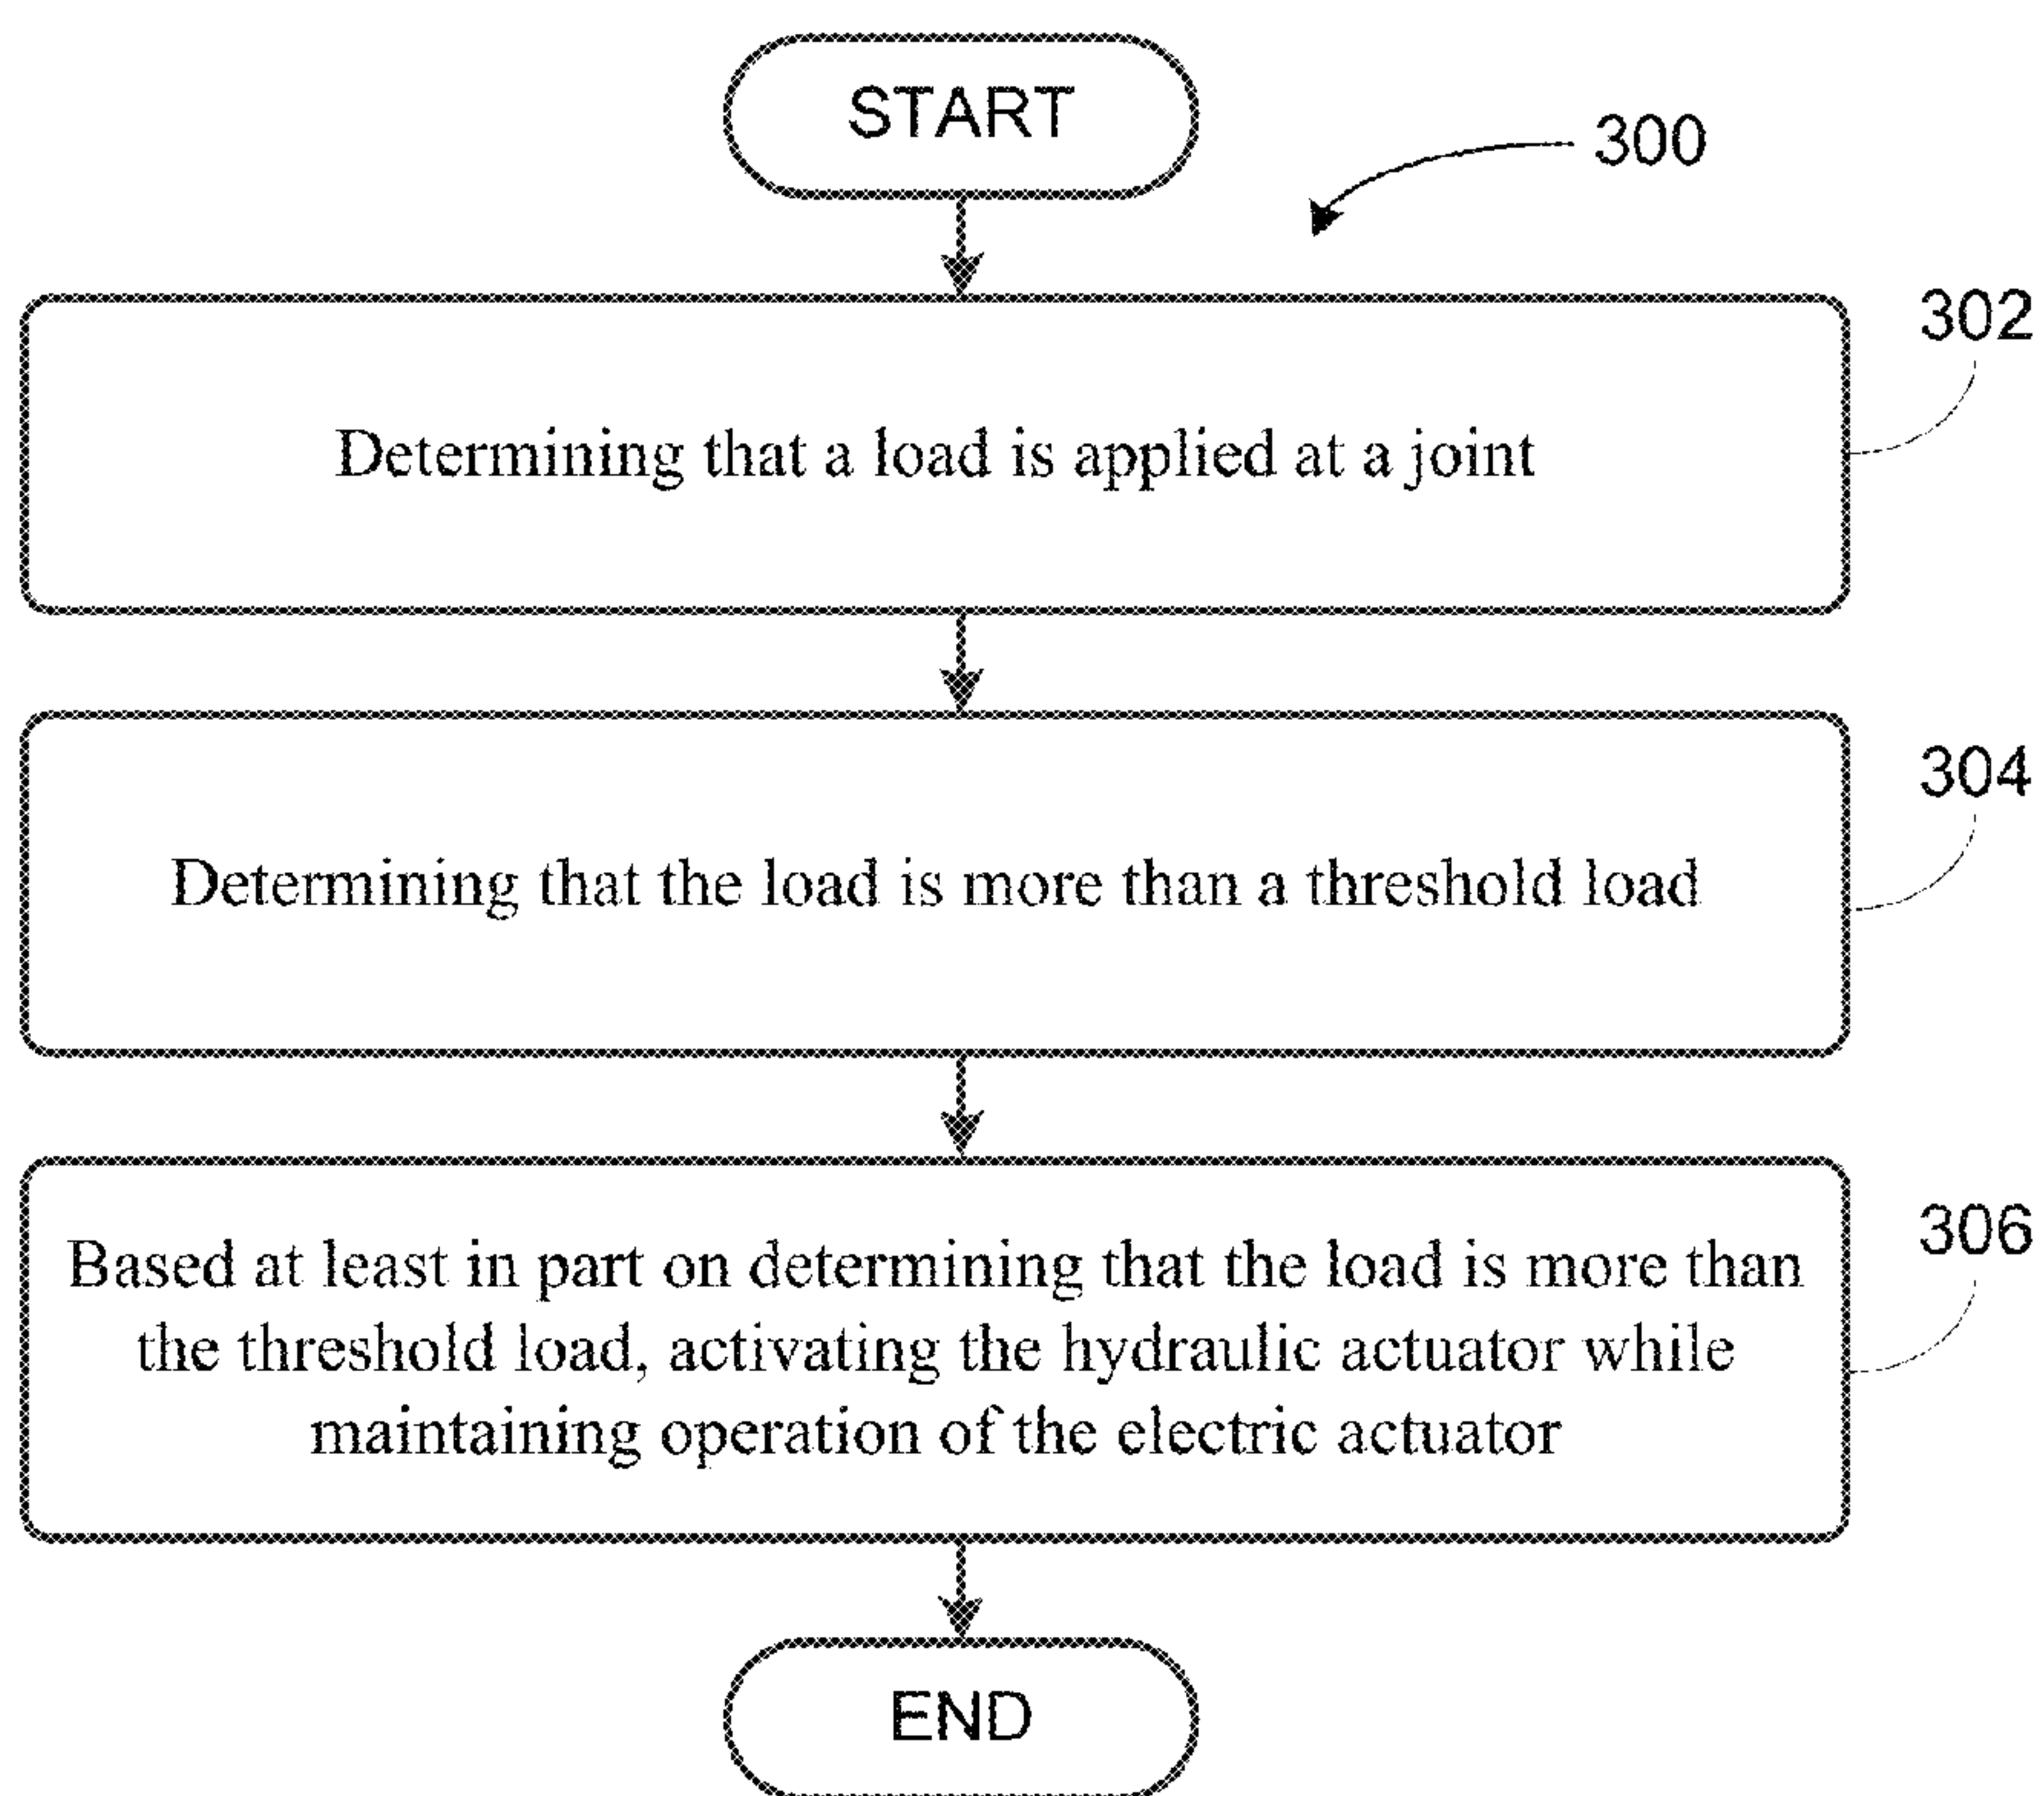 START
300
302
Determining that a load is applied at a joint
304
Determining that the load is more than a threshold load
306
Based at least in part on determining that the load is more than
the threshold load, activating the hydraulic actuator while
maintaining operation of the electric actuator
END